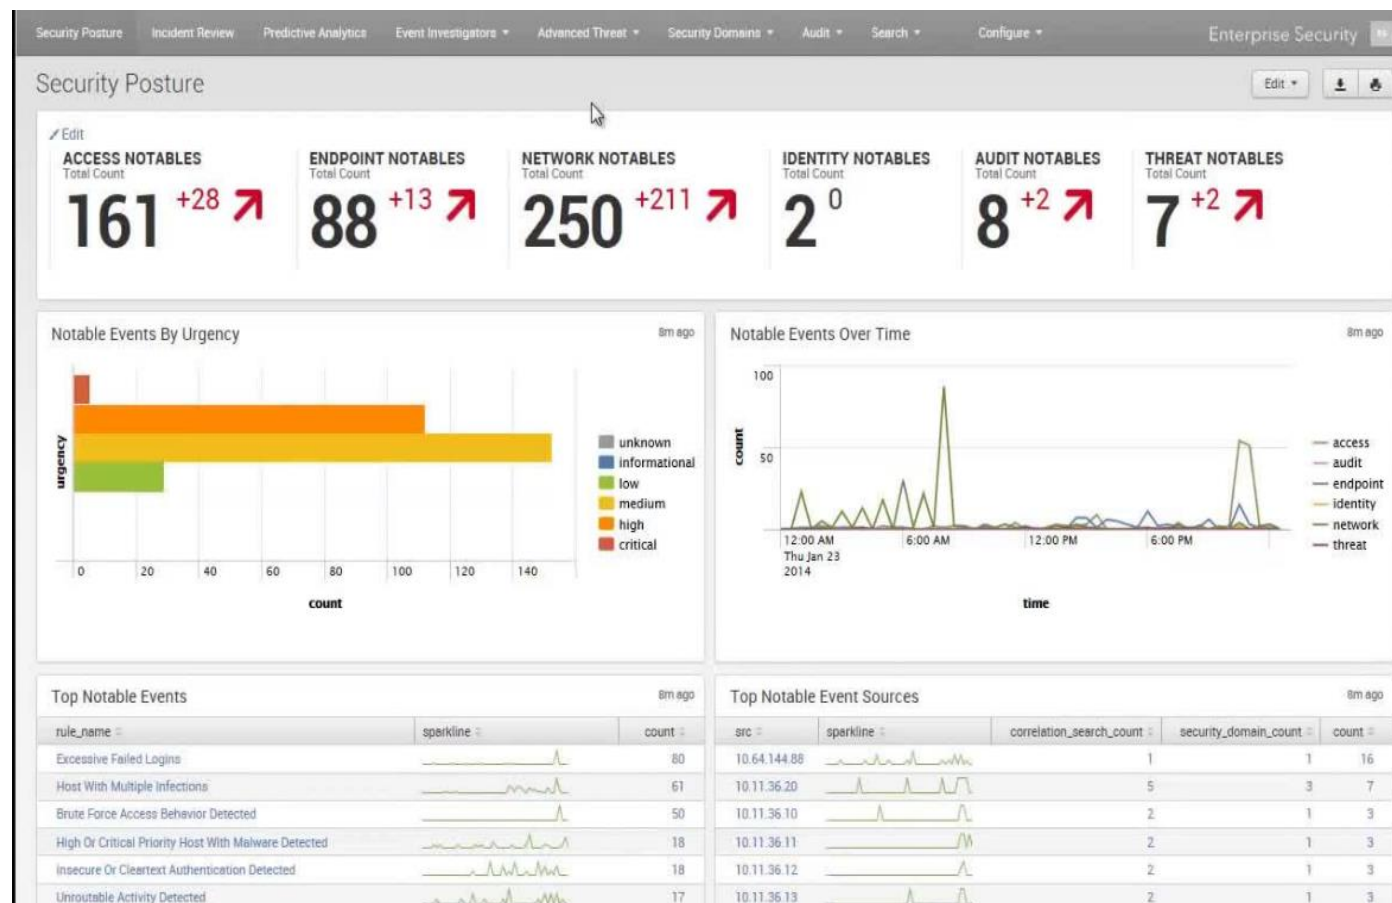 Security Posture Incident Review Predictive Analytics Event Investigators Advanced Threat Security Domains Audit Search Configure Enterprise Security
Security Posture
Edit
Edit
ACCESS NOTABLES
Total Count
161 +28
ENDPOINT NOTABLES
Total Count
88 +13
NETWORK NOTABLES
Total Count
250 +211
IDENTITY NOTABLES
Total Count
2 0
AUDIT NOTABLES
Total Count
8 +2
THREAT NOTABLES
Total Count
7 +2
Notable Events By Urgency 8m ago
urgency
unknown
informational
low
medium
high
critical
0 20 40 60 80 100 120 140
count
Notable Events Over Time 8m ago
100
50
count
access
audit
endpoint
identity
network
threat
12:00 AM 6:00 AM 12:00 PM 6:00 PM
Thu Jan 23
2014
time
Top Notable Events 8m ago
rule_name sparkline count
Excessive Failed Logins 80
Host With Multiple Infections 61
Brute Force Access Behavior Detected 50
High Or Critical Priority Host With Malware Detected 18
Insecure Or Cleartext Authentication Detected 18
Unroutable Activity Detected 17
Top Notable Event Sources 8m ago
src sparkline correlation_search_count security_domain_count count
10.64.144.88 1 1 16
10.11.36.20 5 3 7
10.11.36.10 2 1 3
10.11.36.11 2 1 3
10.11.36.12 2 1 3
10.11.36.13 2 1 3